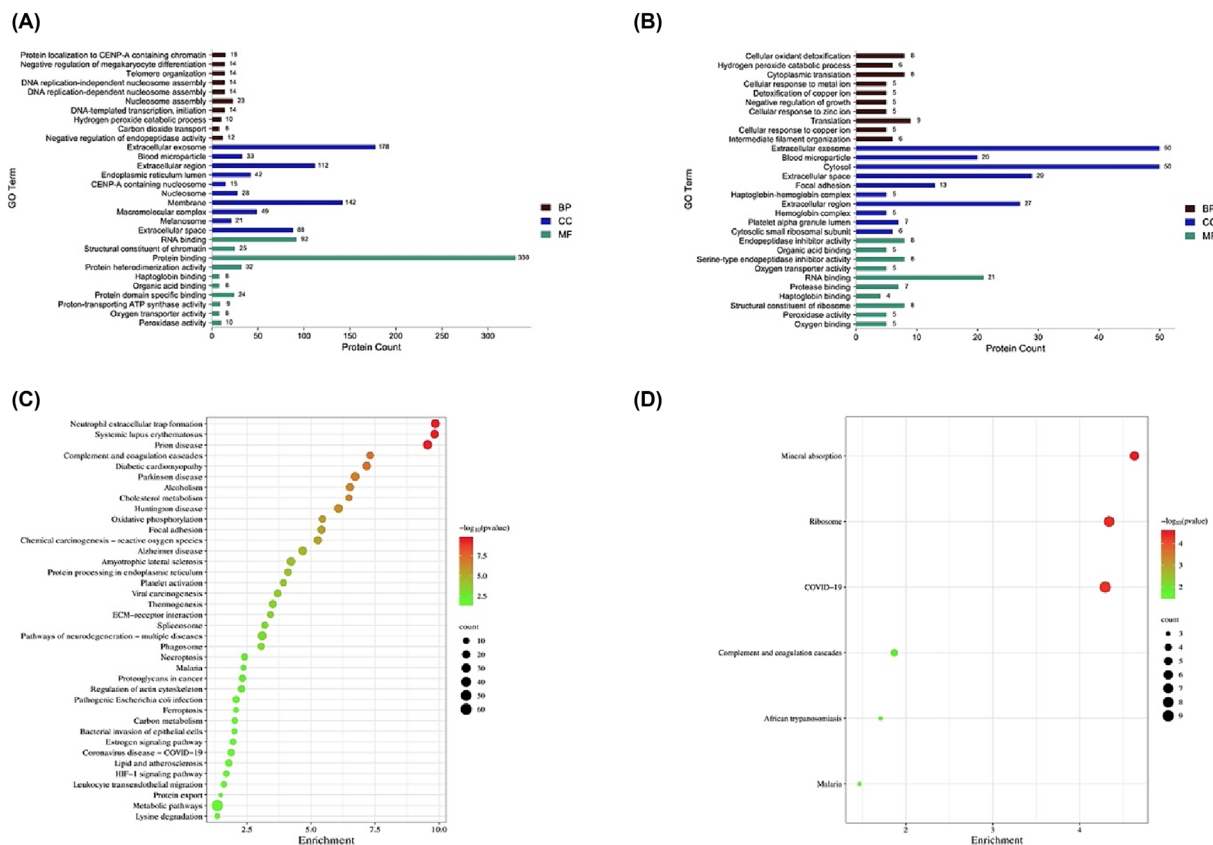 (A)
Protein localization to CENP-A containing chromatin 15
Negative regulation of megakaryocyte differentiation 14
Telomere organization 14
DNA replication-independent nucleosome assembly 14
DNA replication-dependent nucleosome assembly 14
Nucleosome assembly 23
DNA-templated transcription, initiation 14
Hydrogen peroxide catabolic process 10
Carbon dioxide transport
Negative regulation of endopeptidase activity 12
Extracellular exosome 178
Blood microparticle 33
Extracellular region 112
Endoplasmic reticulum lumen 42
CENP-A containing nucleosome 15
Nucleosome 28
Membrane 142
Macromolecular complex 49
Melanosome 21
Extracellular space 88
RNA binding 92
Structural constituent of chromatin 25
Protein binding
Protein heterodimerization activity 32
Haptoglobin binding
Organic acid binding 8
Protein domain specific binding 24
Proton-transporting ATP synthase activity 9
Oxygen transporter activity 8
Peroxidase activity 10
GO Term
0 50 100 150 200 250 300
Protein Count
BP
CC
MF
(B)
Cellular oxidant detoxification 8
Hydrogen peroxide catabolic process 6
Cytoplasmic translation 8
Cellular response to metal ion 5
Detoxification of copper ion 5
Negative regulation of growth 5
Cellular response to zinc ion 5
Translation 9
Cellular response to copper ion 5
Intermediate filament organization 6
Extracellular exosome 50
Blood microparticle 20
Cytosol 50
Extracellular space 29
Focal adhesion 13
Haptoglobin-hemoglobin complex 5
Extracellular region 27
Hemoglobin complex 5
Platelet alpha granule lumen 7
Cytosolic small ribosomal subunit 6
Endopeptidase inhibitor activity 8
Organic acid binding 5
Serine-type endopeptidase inhibitor activity 8
Oxygen transporter activity 5
RNA binding 21
Protease binding 7
Haptoglobin binding 4
Structural constituent of ribosome 8
Peroxidase activity 5
Oxygen binding 5
GO Term
0 10 20 30 40 50
Protein Count
BP
CC
MF
(C)
Neutrophil extracellular trap formation
Systemic lupus erythematosus
Prion disease
Complement and coagulation cascades
Diabetic cardiomyopathy
Parkinson disease
Alcoholism
Cholesterol metabolism
Huntington disease
Oxidative phosphorylation
Focal adhesion
Chemical carcinogenesis - reactive oxygen species
Alzheimer disease
Amyotrophic lateral sclerosis
Protein processing in endoplasmic reticulum
Platelet activation
Viral carcinogenesis
Thermogenesis
ECM-receptor interaction
Spliceosome
Pathways of neurodegeneration - multiple diseases
Phagosome
Necroptosis
Malaria
Proteoglycans in cancer
Regulation of actin cytoskeleton
Pathogenic Escherichia coli infection
Ferroptosis
Carbon metabolism
Bacterial invasion of epithelial cells
Estrogen signaling pathway
Coronavirus disease - COVID-19
Lipid and atherosclerosis
HIF-1 signaling pathway
Leukocyte transendothelial migration
Protein export
Metabolic pathways
Lysine degradation
2.5 5.0 7.5 10.0
Enrichment
-log10(pvalue)
7.5
5.0
2.5
count
10
20
30
40
50
60
(D)
Mineral absorption
Ribosome
COVID-19
Complement and coagulation cascades
African trypanosomiasis
Malaria
2 3 4
Enrichment
-log10(pvalue)
4
3
2
count
3
4
5
6
7
8
9